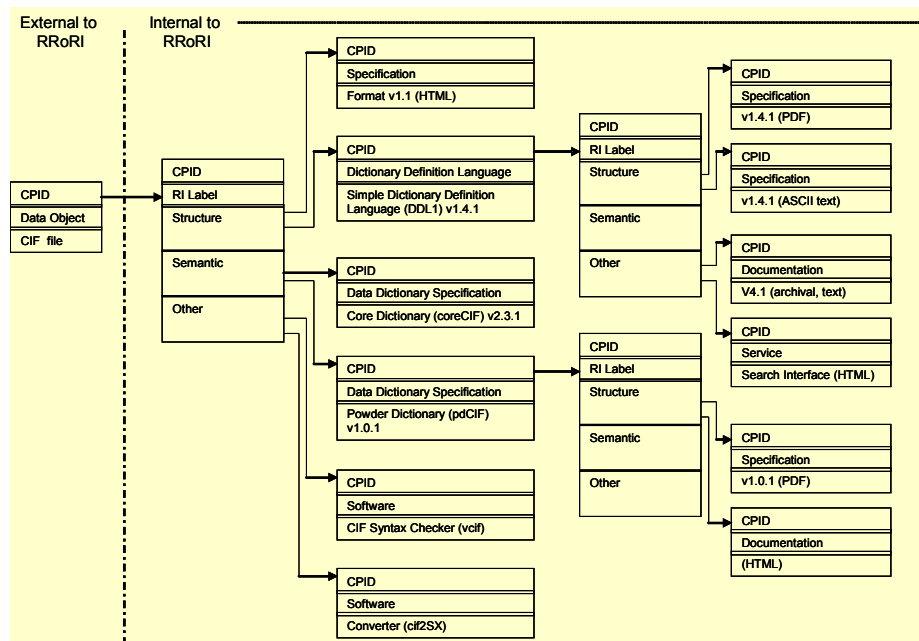 External to
RRoRI
Internal to
RRoRI
CPID
Data Object
CIF file
CPID
RI Label
Structure
Semantic
Other
CPID
Specification
Format v1.1 (HTML)
CPID
Dictionary Definition Language
Simple Dictionary Definition
Language (DDL1) v1.4.1
CPID
Data Dictionary Specification
Core Dictionary (coreCIF) v2.3.1
CPID
Data Dictionary Specification
Powder Dictionary (pdCIF)
v1.0.1
CPID
Software
CIF Syntax Checker (vcif)
CPID
Software
Converter (cif2SX)
CPID
RI Label
Structure
Semantic
Other
CPID
RI Label
Structure
Semantic
Other
CPID
Specification
v1.4.1 (PDF)
CPID
Specification
v1.4.1 (ASCII text)
CPID
Documentation
V4.1 (archival, text)
CPID
Service
Search Interface (HTML)
CPID
Specification
v1.0.1 (PDF)
CPID
Documentation
(HTML)